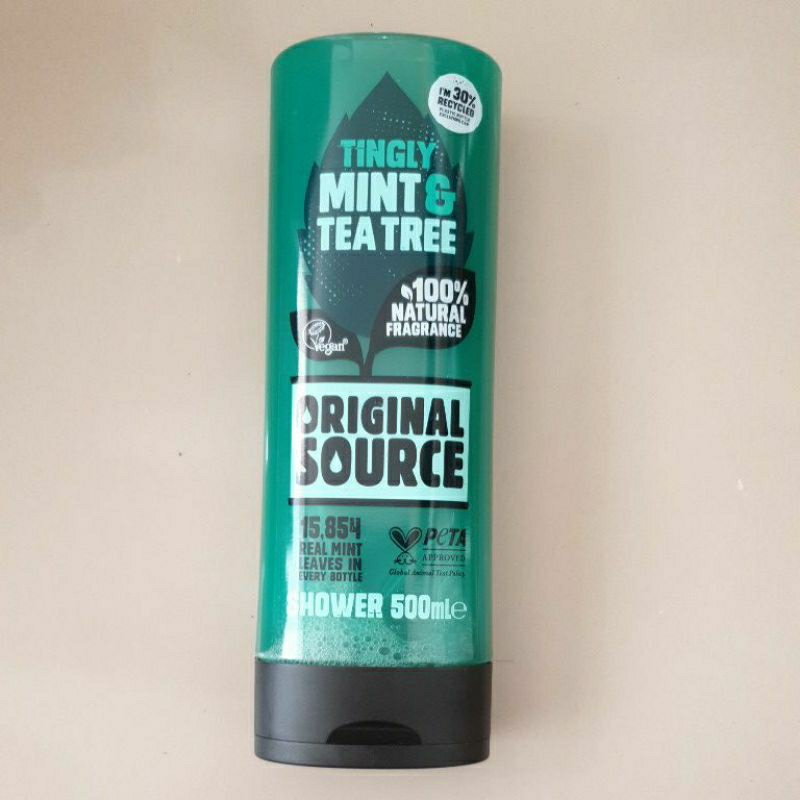 I'M 30%
RECYCLED
TINGLY
MINT &
TEA TREE
100%
NATURAL
FRAGRANCE
Vegan®
ORIGINAL
SOURCE
15,854
REAL MINT
LEAVES IN
EVERY BOTTLE
PETA
APPROVED
Global Animal Test Policy
SHOWER 500ml℮